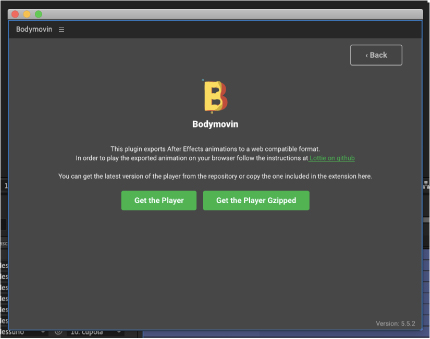 Bodymovin
‹ Back
Bodymovin
This plugin exports After Effects animations to a web compatible format.
In order to play the exported animation on your browser follow the instructions at Lottie on github
You can get the latest version of the player from the repository or copy the one included in the extension here.
Get the Player
Get the Player Gzipped
Version: 5.5.2
10. cupola